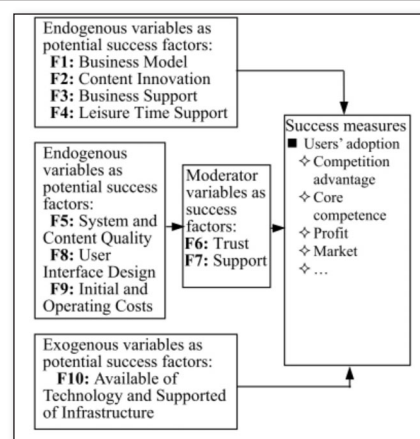 Endogenous variables as
potential success factors:
F1: Business Model
F2: Content Innovation
F3: Business Support
F4: Leisure Time Support
Endogenous
variables as
potential success
factors:
F5: System and
Content Quality
F8: User
Interface Design
F9: Initial and
Operating Costs
Moderator
variables as
success
factors:
F6: Trust
F7: Support
Exogenous variables as
potential success factors:
F10: Available of
Technology and Supported
of Infrastructure
Success measures
■ Users' adoption
✧ Competition
advantage
✧ Core
competence
✧ Profit
✧ Market
✧ …